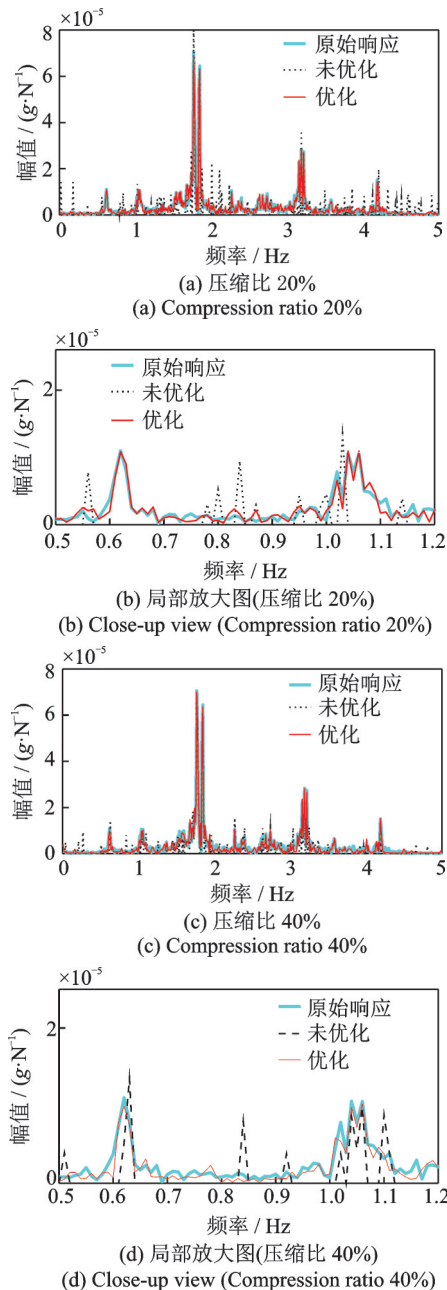 ×10⁻⁵
8
6
4
2
0
幅值 / (g·N⁻¹)
原始响应
未优化
优化
0 1 2 3 4 5
频率 / Hz
(a) 压缩比 20%
(a) Compression ratio 20%
×10⁻⁵
2
0
幅值 / (g·N⁻¹)
原始响应
未优化
优化
0.5 0.6 0.7 0.8 0.9 1.0 1.1 1.2
频率 / Hz
(b) 局部放大图(压缩比 20%)
(b) Close-up view (Compression ratio 20%)
×10⁻⁵
8
6
4
2
0
幅值 / (g·N⁻¹)
原始响应
未优化
优化
0 1 2 3 4 5
频率 / Hz
(c) 压缩比 40%
(c) Compression ratio 40%
×10⁻⁵
2
0
幅值 / (g·N⁻¹)
原始响应
未优化
优化
0.5 0.6 0.7 0.8 0.9 1.0 1.1 1.2
频率 / Hz
(d) 局部放大图(压缩比 40%)
(d) Close-up view (Compression ratio 40%)